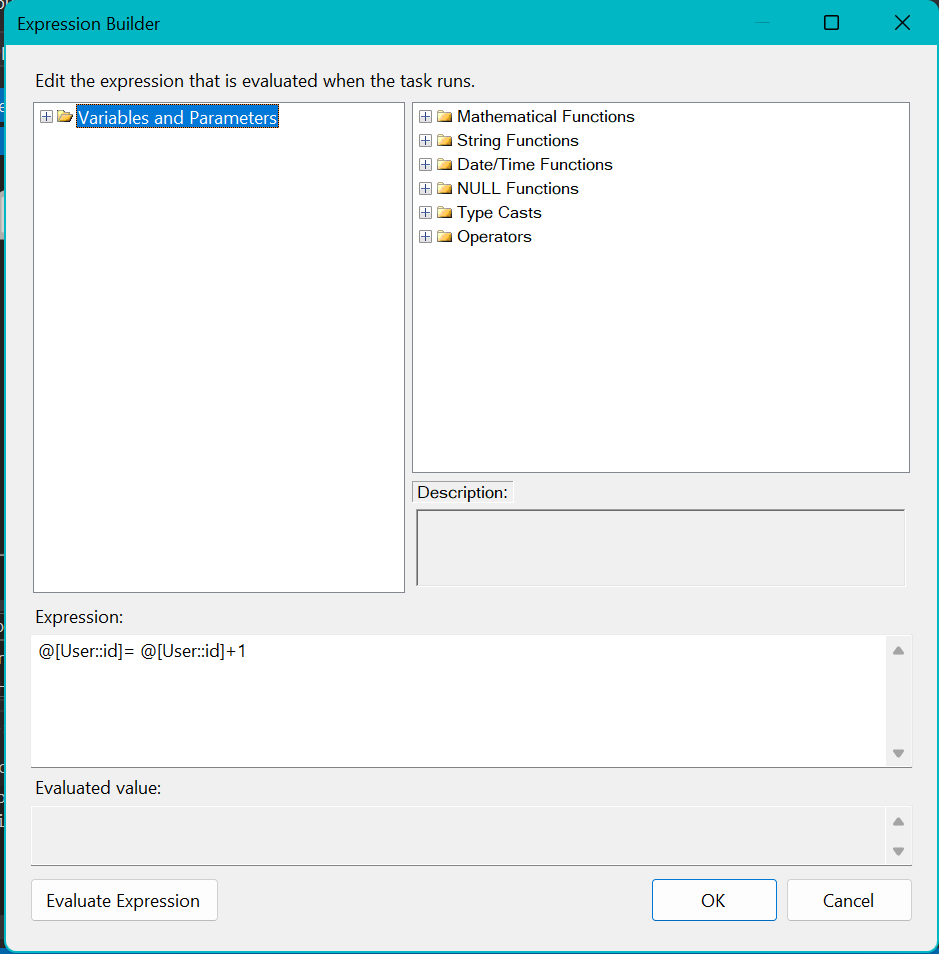 Expression Builder
Edit the expression that is evaluated when the task runs.
Variables and Parameters
Mathematical Functions
String Functions
Date/Time Functions
NULL Functions
Type Casts
Operators
Description:
Expression:
@[User::id]= @[User::id]+1
Evaluated value:
Evaluate Expression
OK
Cancel